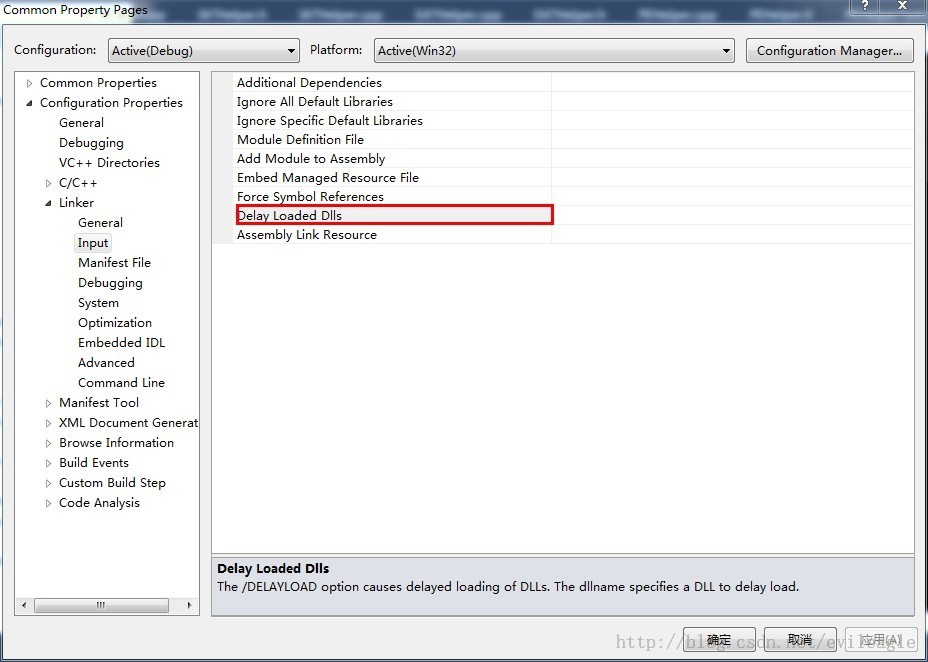 Common Property Pages
?
X
Configuration: Active(Debug) Platform: Active(Win32) Configuration Manager...
Common Properties
Configuration Properties
General
Debugging
VC++ Directories
C/C++
Linker
General
Input
Manifest File
Debugging
System
Optimization
Embedded IDL
Advanced
Command Line
Manifest Tool
XML Document Generat
Browse Information
Build Events
Custom Build Step
Code Analysis
Additional Dependencies
Ignore All Default Libraries
Ignore Specific Default Libraries
Module Definition File
Add Module to Assembly
Embed Managed Resource File
Force Symbol References
Delay Loaded Dlls
Assembly Link Resource
Delay Loaded Dlls
The /DELAYLOAD option causes delayed loading of DLLs. The dllname specifies a DLL to delay load.
确定 取消 应用(A)
http://blog.csdn.net/evileagle